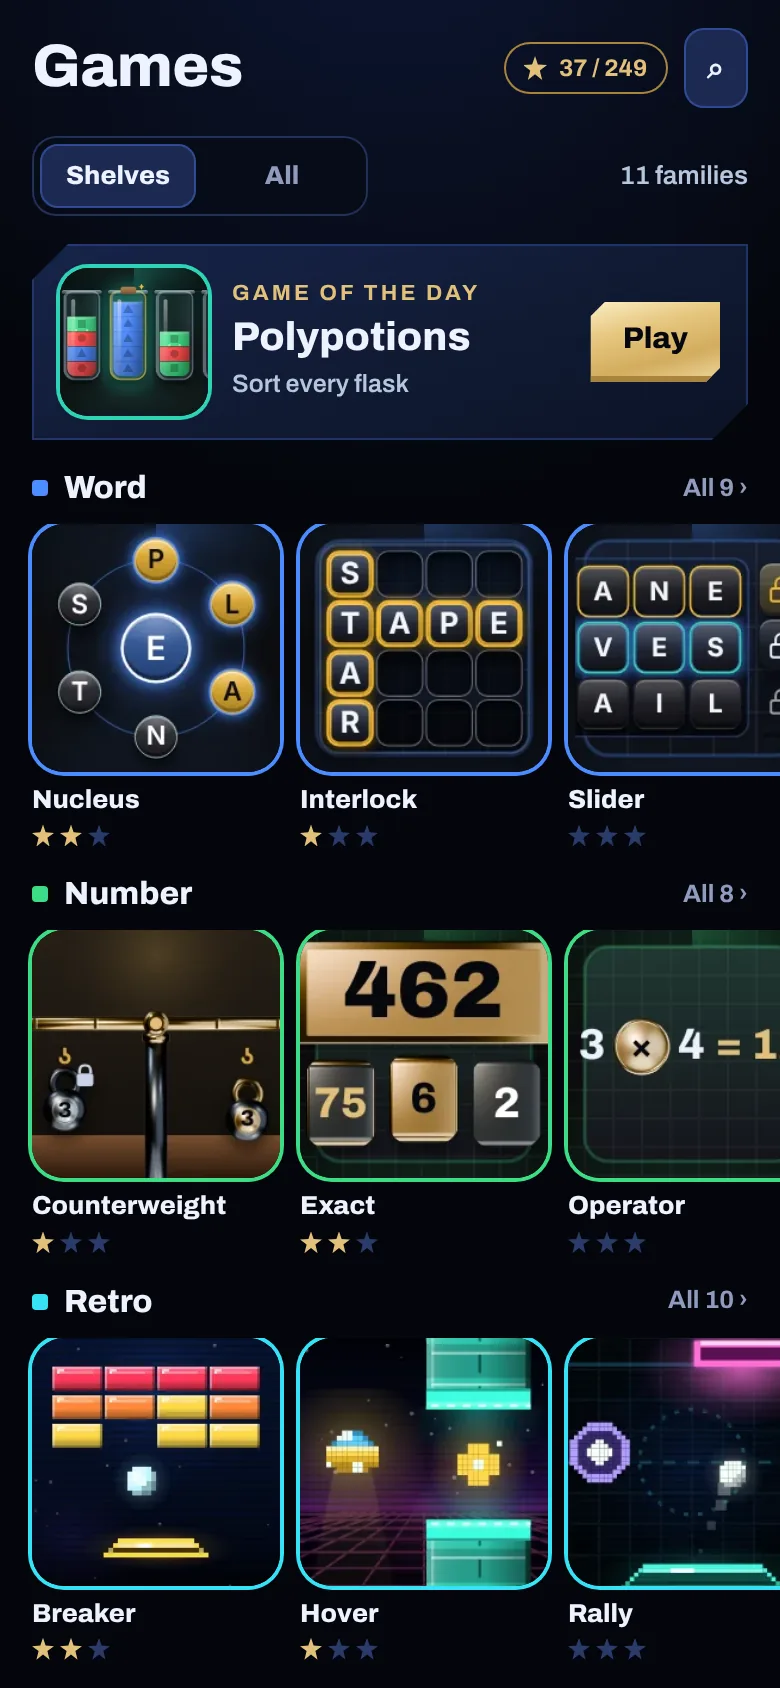 Games
37 / 249
Shelves
All
11 families
GAME OF THE DAY
Polypotions
Sort every flask
Play
Word
All 9 ›
P
S
L
E
T
A
N
S
T A P E
A
R
A N E
V E S
A I L
Nucleus
Interlock
Slider
Number
All 8 ›
3
3
462
75
6
2
3 × 4 = 1
Counterweight
Exact
Operator
Retro
All 10 ›
Breaker
Hover
Rally